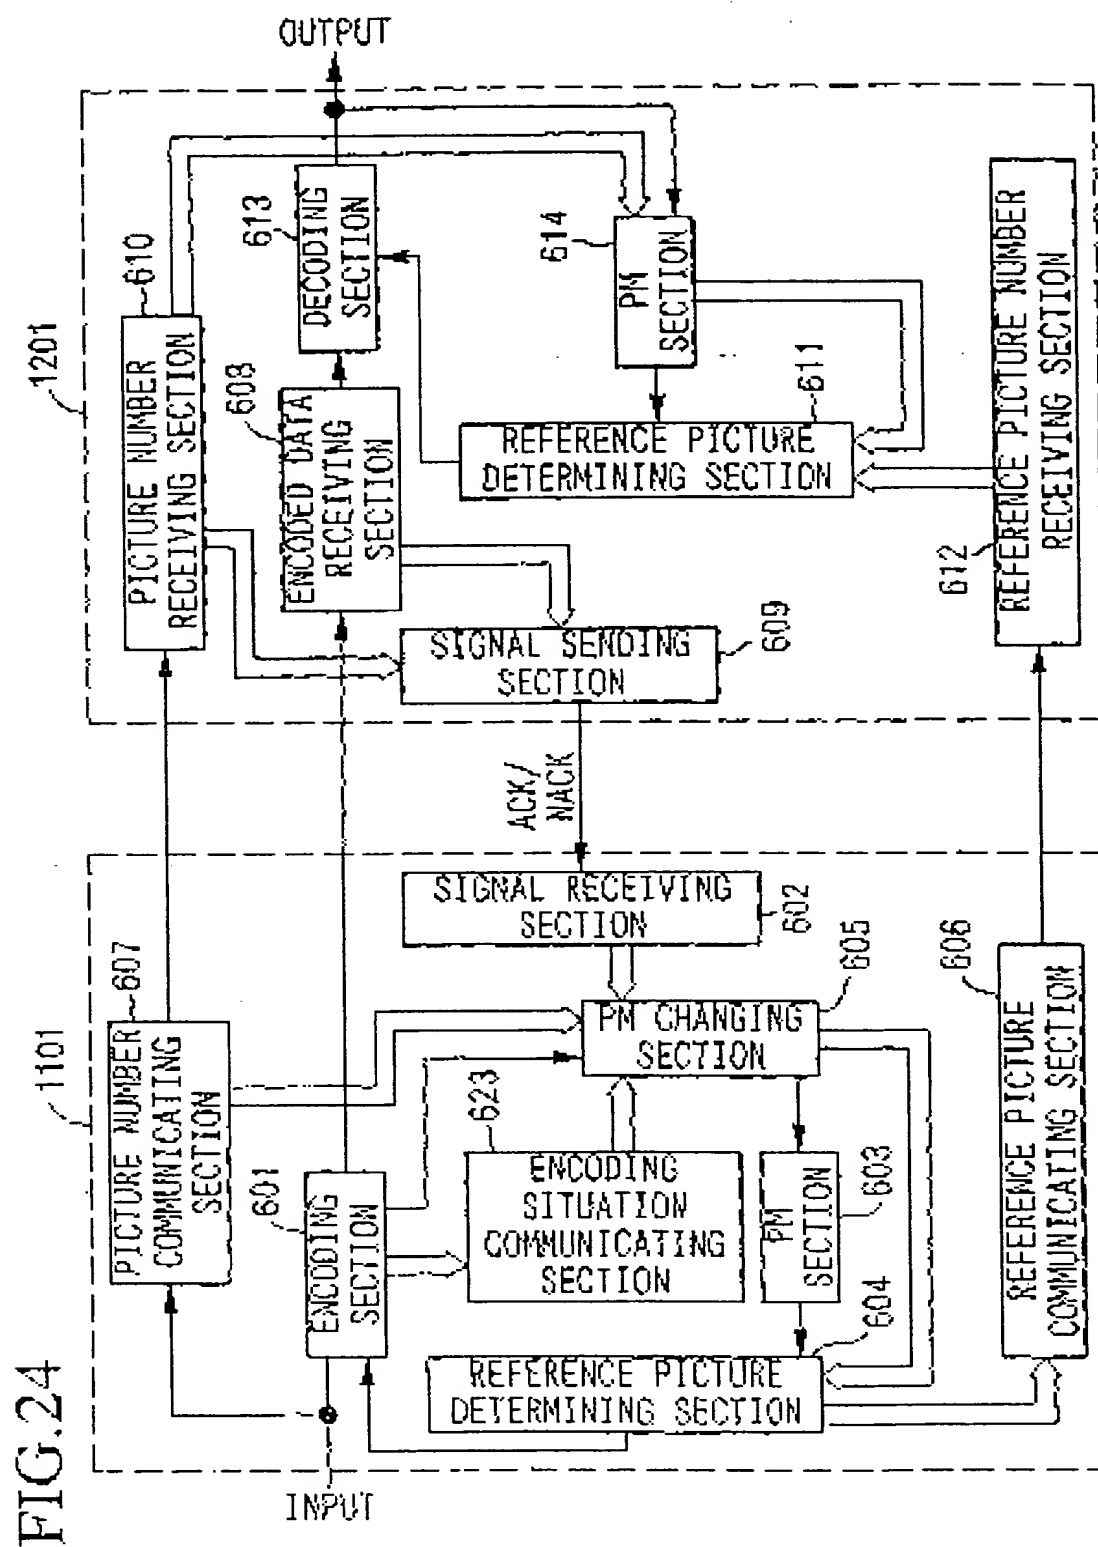 FIG.24
1101
1201
INPUT
OUTPUT
PICTURE NUMBER
COMMUNICATING
SECTION
607
PICTURE NUMBER
RECEIVING SECTION
610
ENCODING
SECTION
601
ENCODED DATA
RECEIVING
SECTION
608
DECODING
SECTION
613
ENCODING
SITUATION
COMMUNICATING
SECTION
623
SIGNAL RECEIVING
SECTION
602
ACK/
NACK
SIGNAL SENDING
SECTION
609
PM CHANGING
SECTION
605
PM
SECTION
603
REFERENCE PICTURE
DETERMINING SECTION
604
REFERENCE PICTURE
DETERMINING SECTION
611
PM
SECTION
614
REFERENCE PICTURE
COMMUNICATING SECTION
606
REFERENCE PICTURE NUMBER
RECEIVING SECTION
612